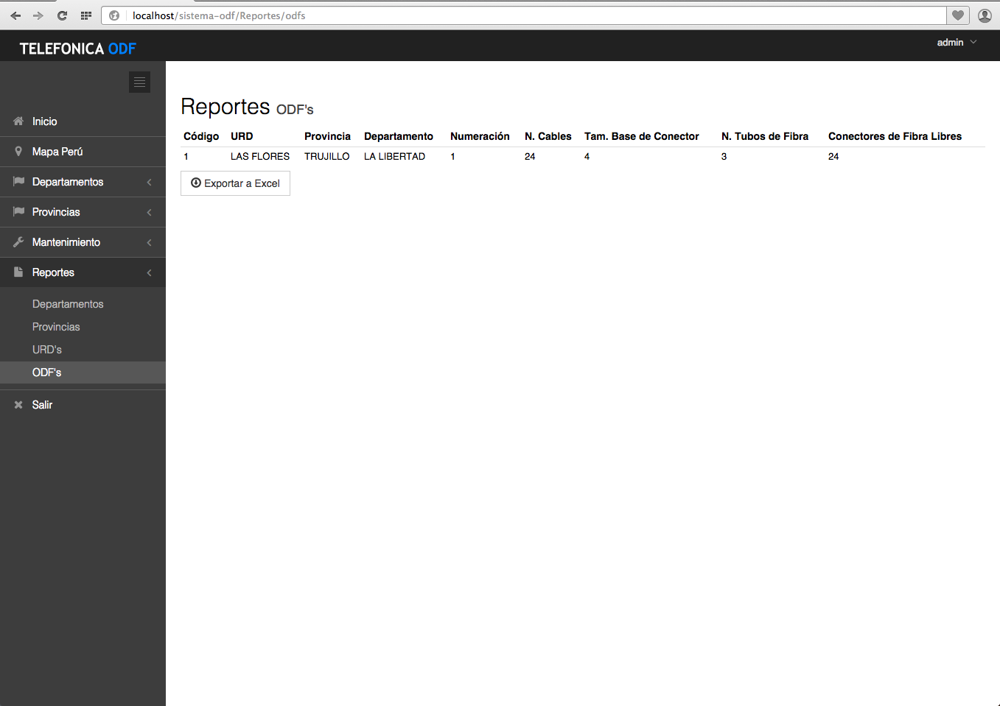 localhost/sistema-odf/Reportes/odfs
TELEFONICA ODF
admin
Inicio
Mapa Perú
Departamentos
Provincias
Mantenimiento
Reportes
Departamentos
Provincias
URD's
ODF's
Salir
Reportes ODF's
Código URD Provincia Departamento Numeración N. Cables Tam. Base de Conector N. Tubos de Fibra Conectores de Fibra Libres
1 LAS FLORES TRUJILLO LA LIBERTAD 1 24 4 3 24
Exportar a Excel